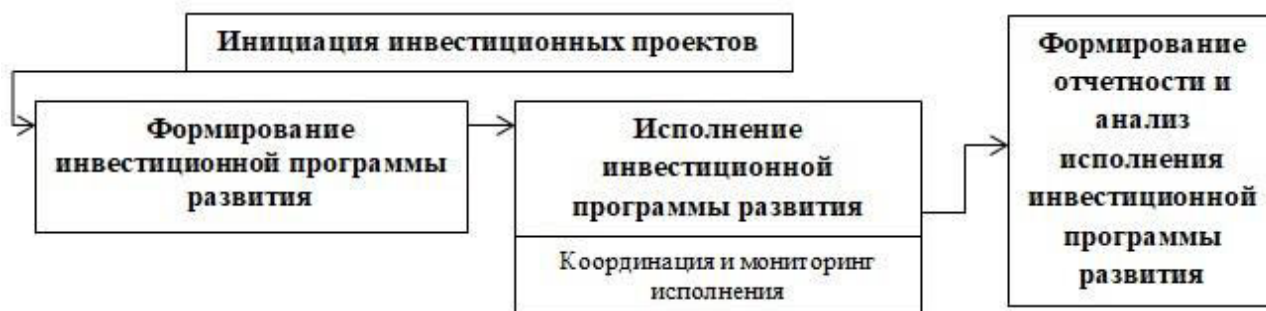 Инициация инвестиционных проектов
Формирование
инвестиционной программы
развития
Исполнение
инвестиционной
программы развития
Координация и мониторинг
исполнения
Формирование
отчетности и
анализ
исполнения
инвестиционной
программы
развития